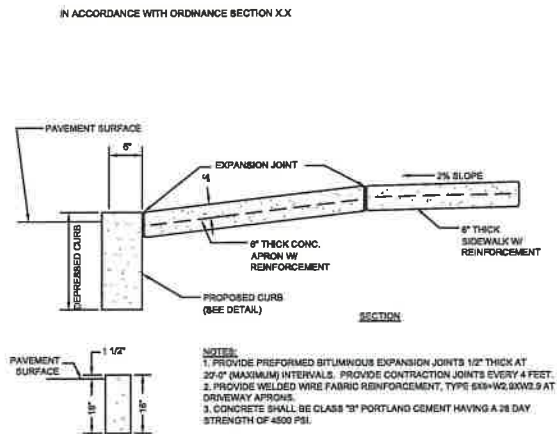 IN ACCORDANCE WITH ORDINANCE SECTION X.X
PAVEMENT SURFACE
6"
EXPANSION JOINT
2% SLOPE
DEPRESSED CURB
6" THICK CONC.
APRON W/
REINFORCEMENT
6" THICK
SIDEWALK W/
REINFORCEMENT
PROPOSED CURB
(SEE DETAIL)
SECTION
1 1/2"
PAVEMENT
SURFACE
18"
NOTES:
1. PROVIDE PREFORMED BITUMINOUS EXPANSION JOINTS 1/2" THICK AT
20'-0" (MAXIMUM) INTERVALS. PROVIDE CONTRACTION JOINTS EVERY 4 FEET.
2. PROVIDE WELDED WIRE FABRIC REINFORCEMENT, TYPE 6X6-W2.9XW2.9 AT
DRIVEWAY APRONS.
3. CONCRETE SHALL BE CLASS "B" PORTLAND CEMENT HAVING A 28 DAY
STRENGTH OF 4500 PSI.